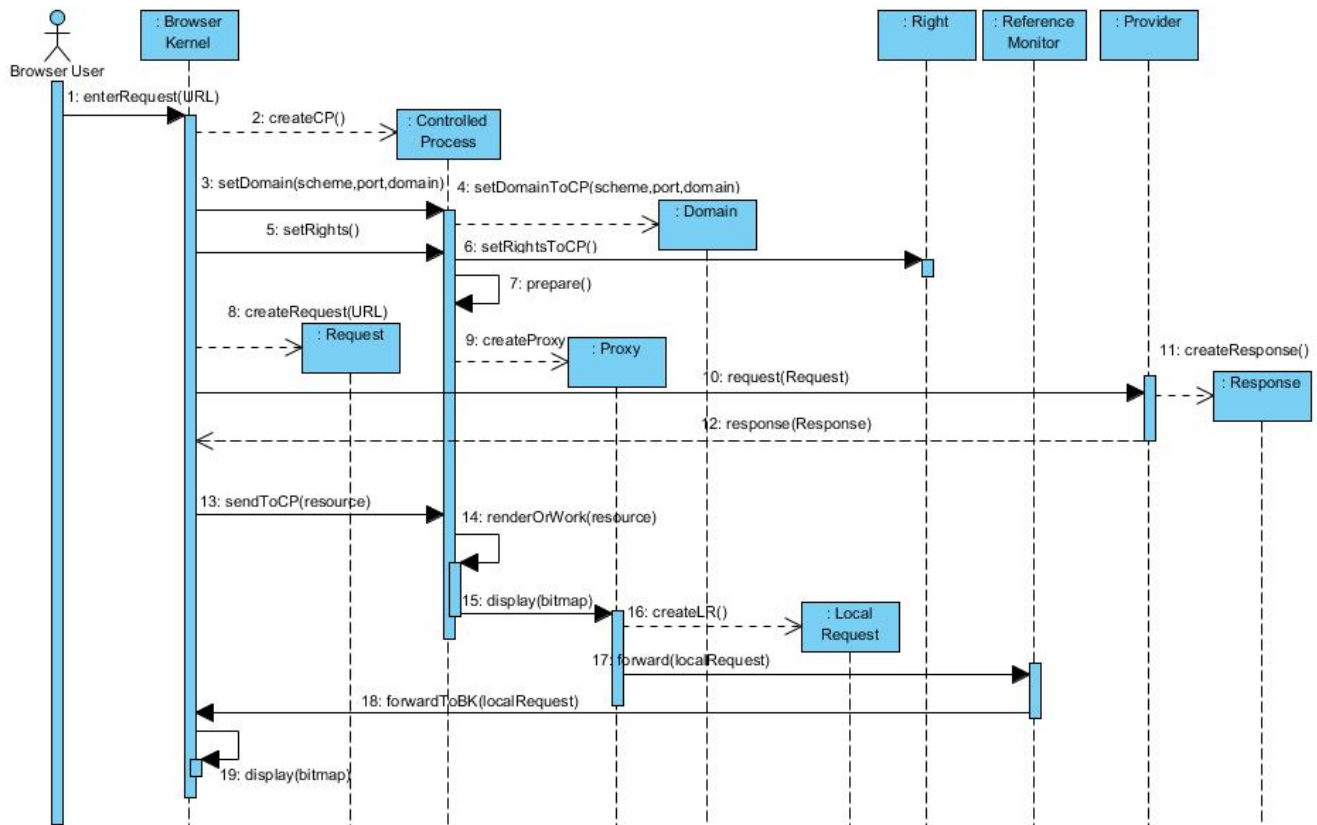 : Browser
Kernel
: Right
: Reference
Monitor
: Provider
Browser User
1: enterRequest(URL)
2: createCP()
: Controlled
Process
3: setDomain(scheme,port,domain)
4: setDomainToCP(scheme,port,domain)
: Domain
5: setRights()
6: setRightsToCP()
7: prepare()
8: createRequest(URL)
: Request
9: createProxy
: Proxy
10: request(Request)
11: createResponse()
: Response
12: response(Response)
13: sendToCP(resource)
14: renderOrWork(resource)
15: display(bitmap)
16: createLR()
: Local
Request
17: forward(localRequest)
18: forwardToBK(localRequest)
19: display(bitmap)